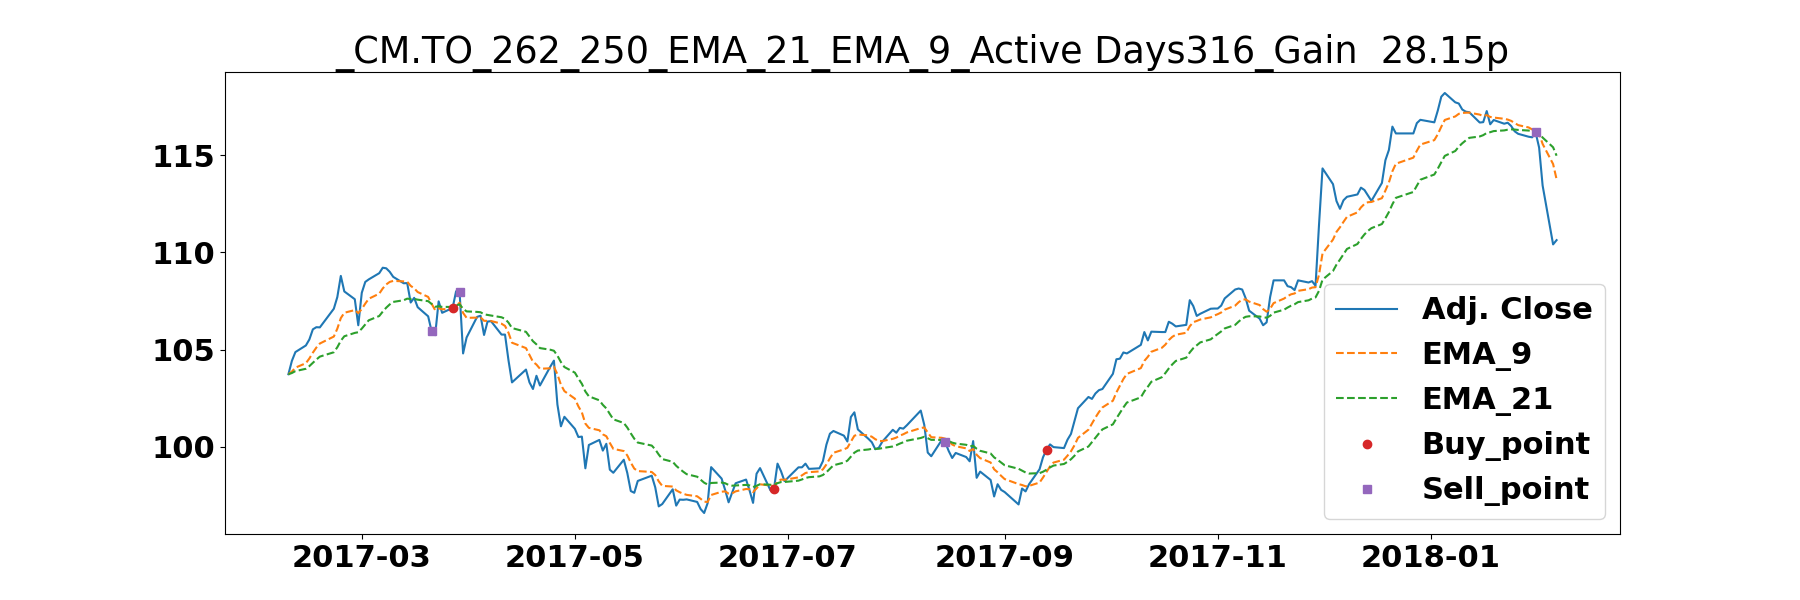 _CM.TO_262_250_EMA_21_EMA_9_Active Days316_Gain  28.15p
115
110
105
100
2017-03 2017-05 2017-07 2017-09 2017-11 2018-01
Adj. Close
EMA_9
EMA_21
Buy_point
Sell_point